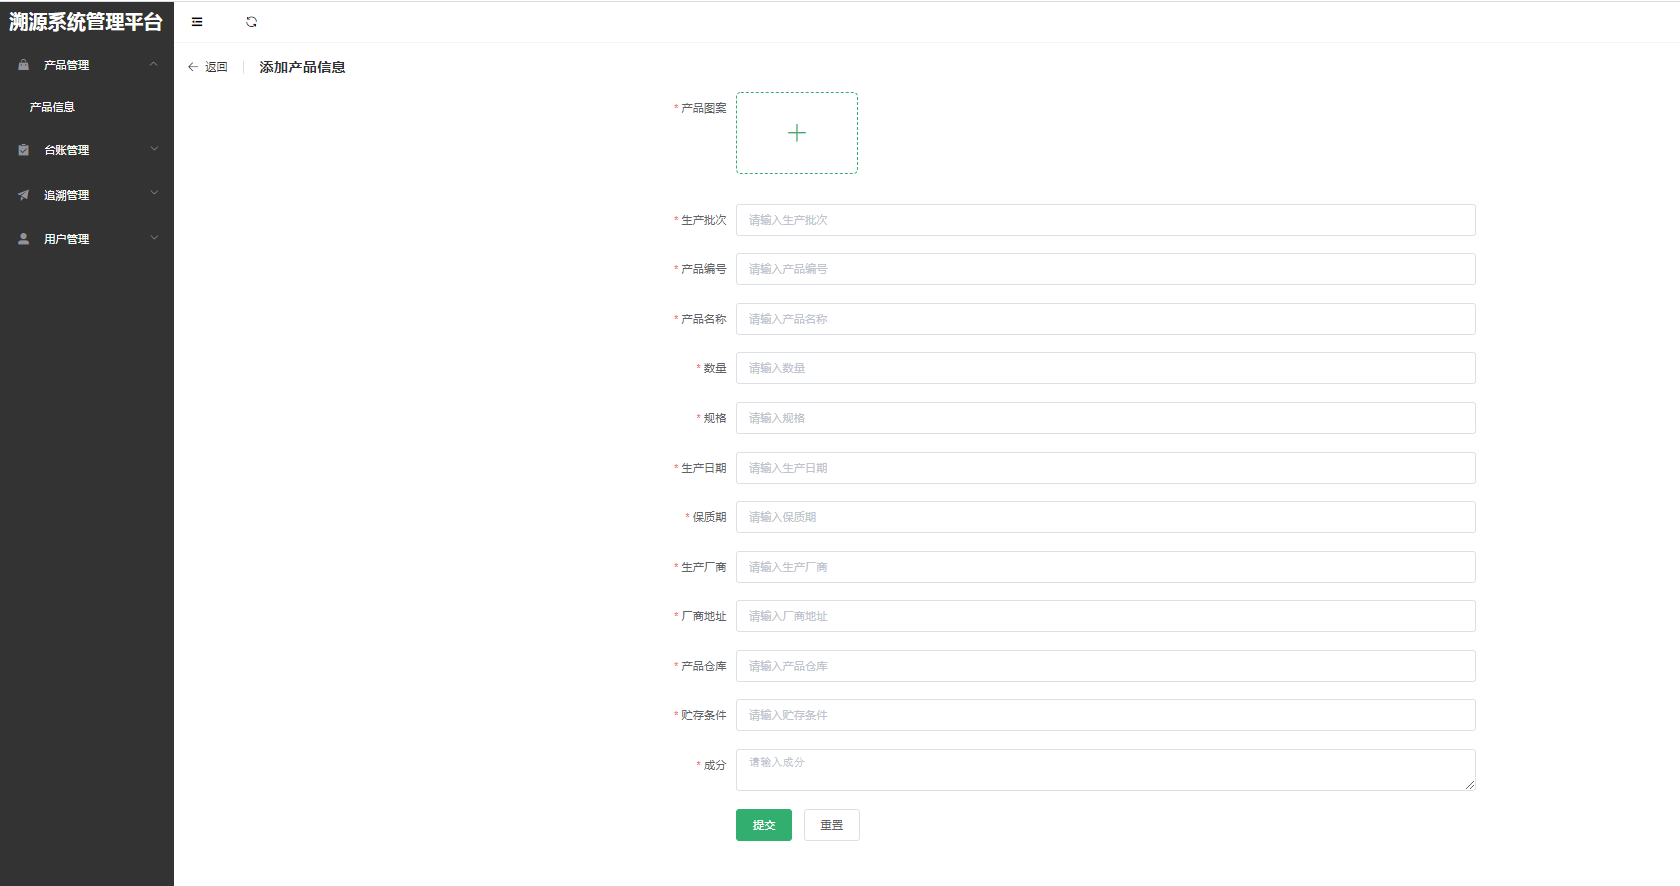 溯源系统管理平台
产品管理
产品信息
台账管理
追溯管理
用户管理
返回
添加产品信息
* 产品图案
* 生产批次 请输入生产批次
* 产品编号 请输入产品编号
* 产品名称 请输入产品名称
* 数量 请输入数量
* 规格 请输入规格
* 生产日期 请输入生产日期
* 保质期 请输入保质期
* 生产厂商 请输入生产厂商
* 厂商地址 请输入厂商地址
* 产品仓库 请输入产品仓库
* 贮存条件 请输入贮存条件
* 成分 请输入成分
提交 重置